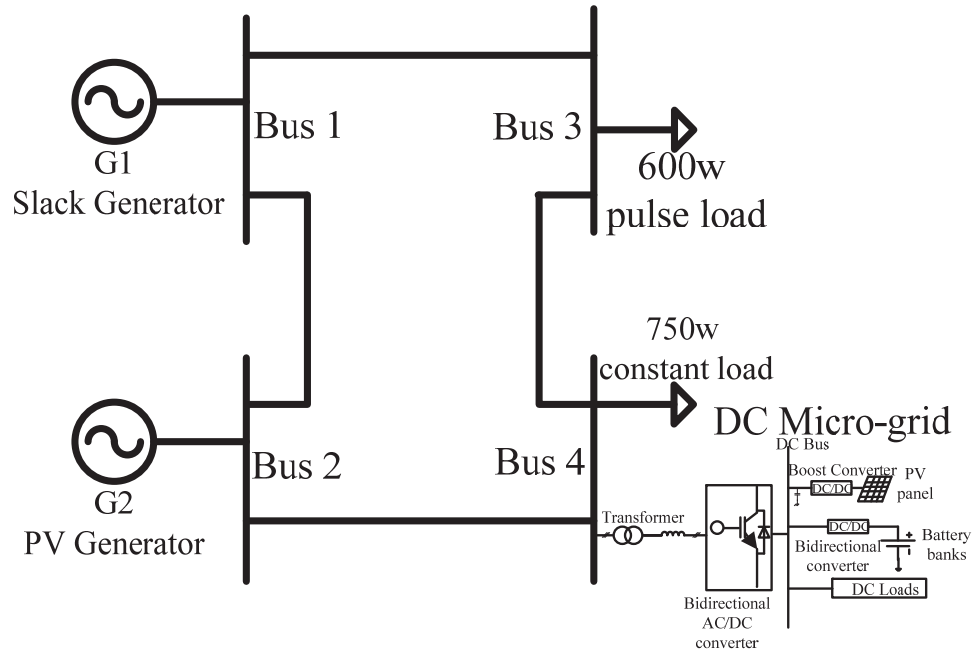 Bus 1
G1
Slack Generator
Bus 3
600w
pulse load
750w
constant load
Bus 2
G2
PV Generator
Bus 4
DC Micro-grid
DC Bus
Boost Converter
DC/DC
PV
panel
Transformer
DC/DC
Bidirectional
converter
Battery
banks
DC Loads
Bidirectional
AC/DC
converter